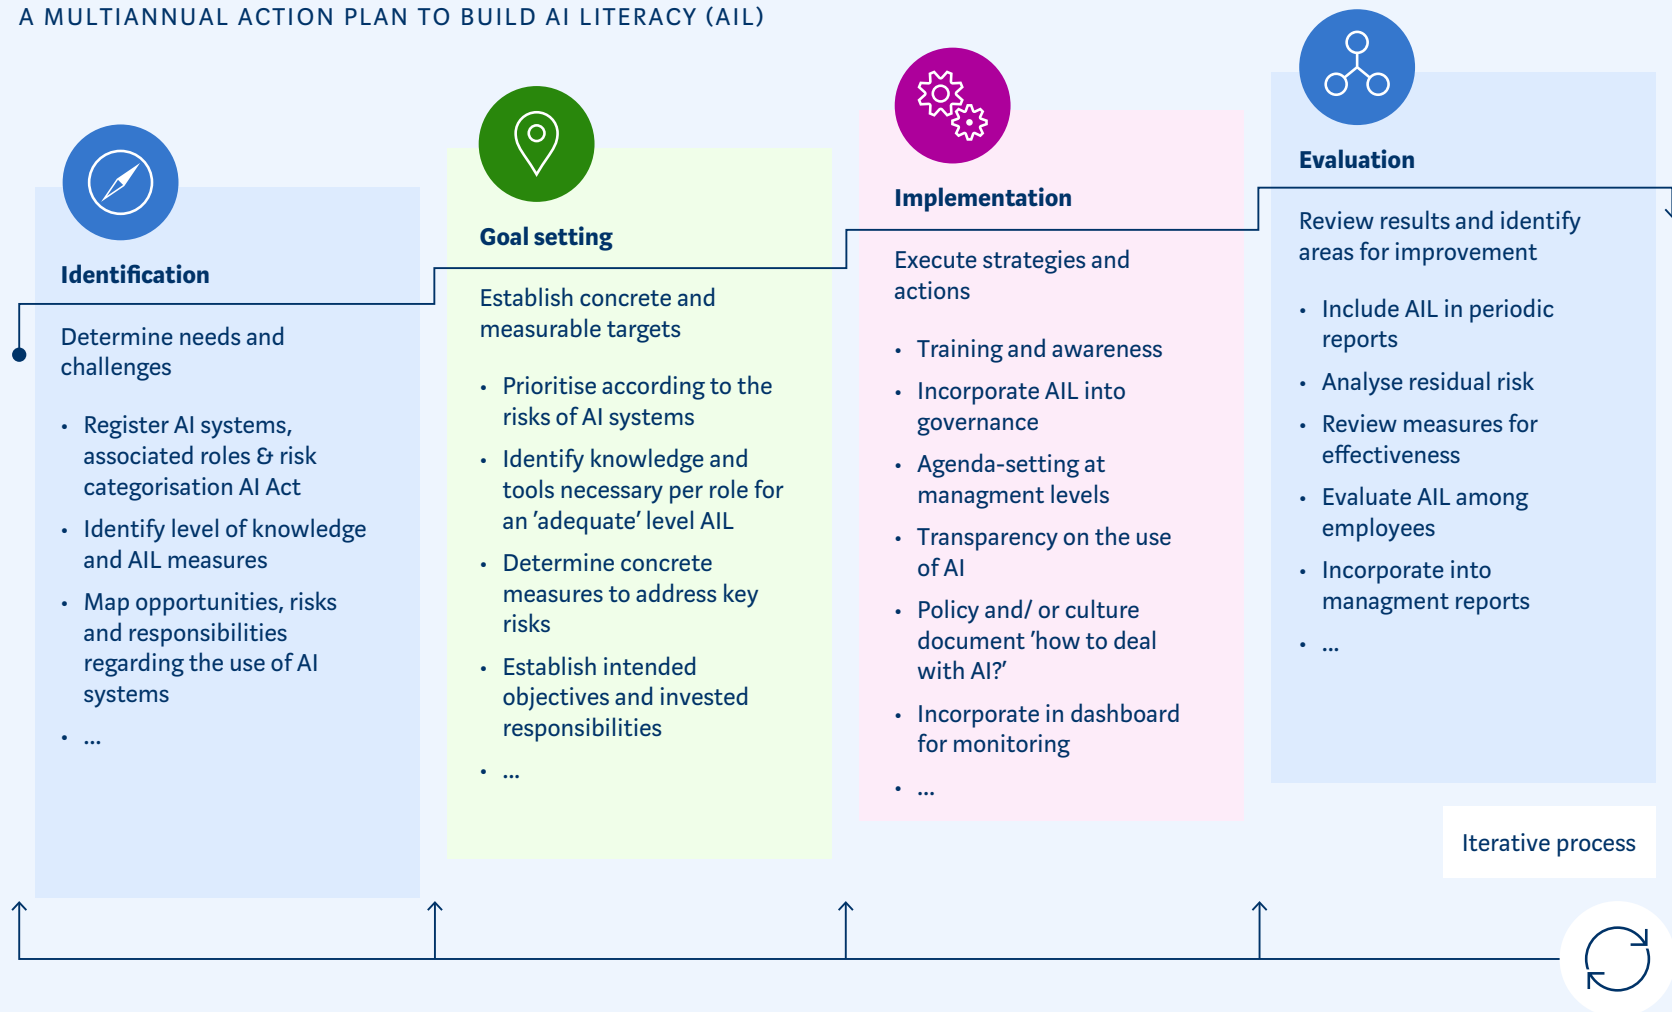 A MULTIANNUAL ACTION PLAN TO BUILD AI LITERACY (AIL)
Identification
Determine needs and
challenges
• Register AI systems,
associated roles & risk
categorisation AI Act
• Identify level of knowledge
and AIL measures
• Map opportunities, risks
and responsibilities
regarding the use of AI
systems
• ...
Goal setting
Establish concrete and
measurable targets
• Prioritise according to the
risks of AI systems
• Identify knowledge and
tools necessary per role for
an ’adequate’ level AIL
• Determine concrete
measures to address key
risks
• Establish intended
objectives and invested
responsibilities
• ...
Implementation
Execute strategies and
actions
• Training and awareness
• Incorporate AIL into
governance
• Agenda-setting at
managment levels
• Transparency on the use
of AI
• Policy and/ or culture
document ’how to deal
with AI?’
• Incorporate in dashboard
for monitoring
• ...
Evaluation
Review results and identify
areas for improvement
• Include AIL in periodic
reports
• Analyse residual risk
• Review measures for
effectiveness
• Evaluate AIL among
employees
• Incorporate into
managment reports
• ...
Iterative process